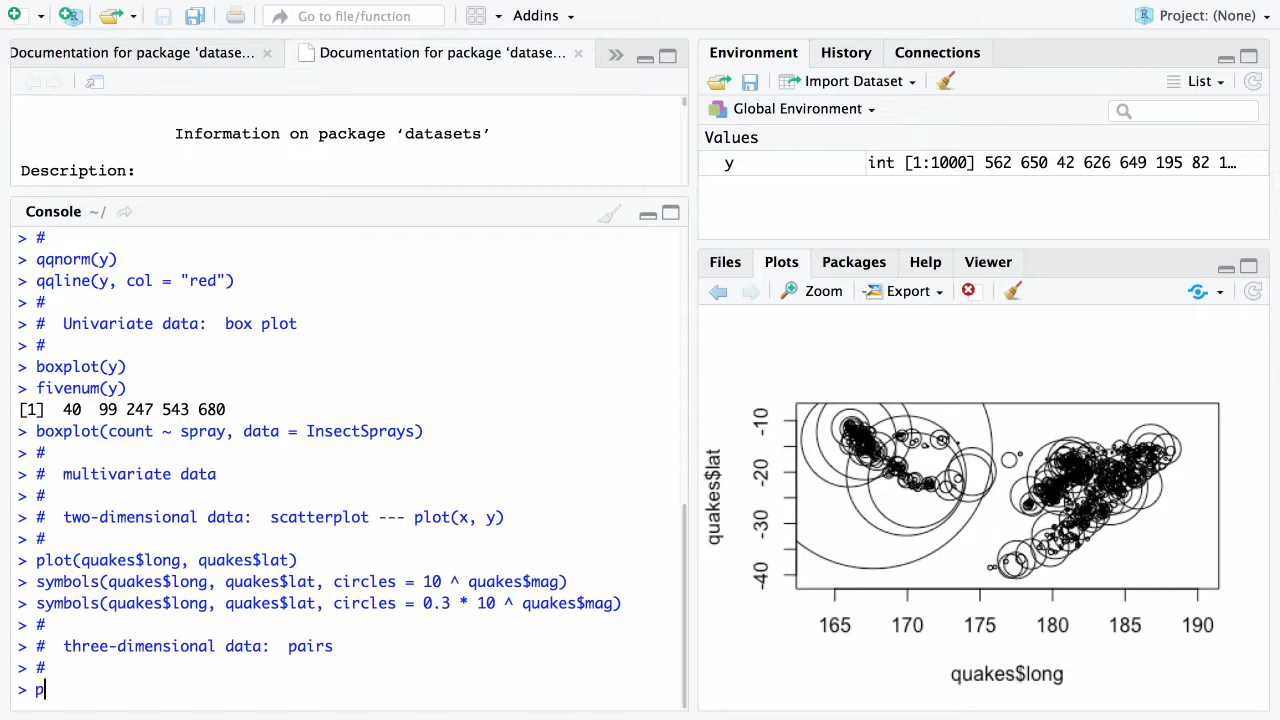 Go to file/function
Addins
Project: (None)
Documentation for package ‘datase...
Documentation for package ‘datase...
Information on package ‘datasets’
Description:
Console ~/
> #
> qqnorm(y)
> qqline(y, col = "red")
> #
> #  Univariate data:  box plot
> #
> boxplot(y)
> fivenum(y)
[1]  40  99 247 543 680
> boxplot(count ~ spray, data = InsectSprays)
> #
> #  multivariate data
> #
> #  two-dimensional data:  scatterplot --- plot(x, y)
> #
> plot(quakes$long, quakes$lat)
> symbols(quakes$long, quakes$lat, circles = 10 ^ quakes$mag)
> symbols(quakes$long, quakes$lat, circles = 0.3 * 10 ^ quakes$mag)
> #
> #  three-dimensional data:  pairs
> #
> p
Environment
History
Connections
Import Dataset
List
Global Environment
Values
y
int [1:1000] 562 650 42 626 649 195 82 1...
Files
Plots
Packages
Help
Viewer
Zoom
Export
quakes$lat
-10
-20
-30
-40
165
170
175
180
185
190
quakes$long